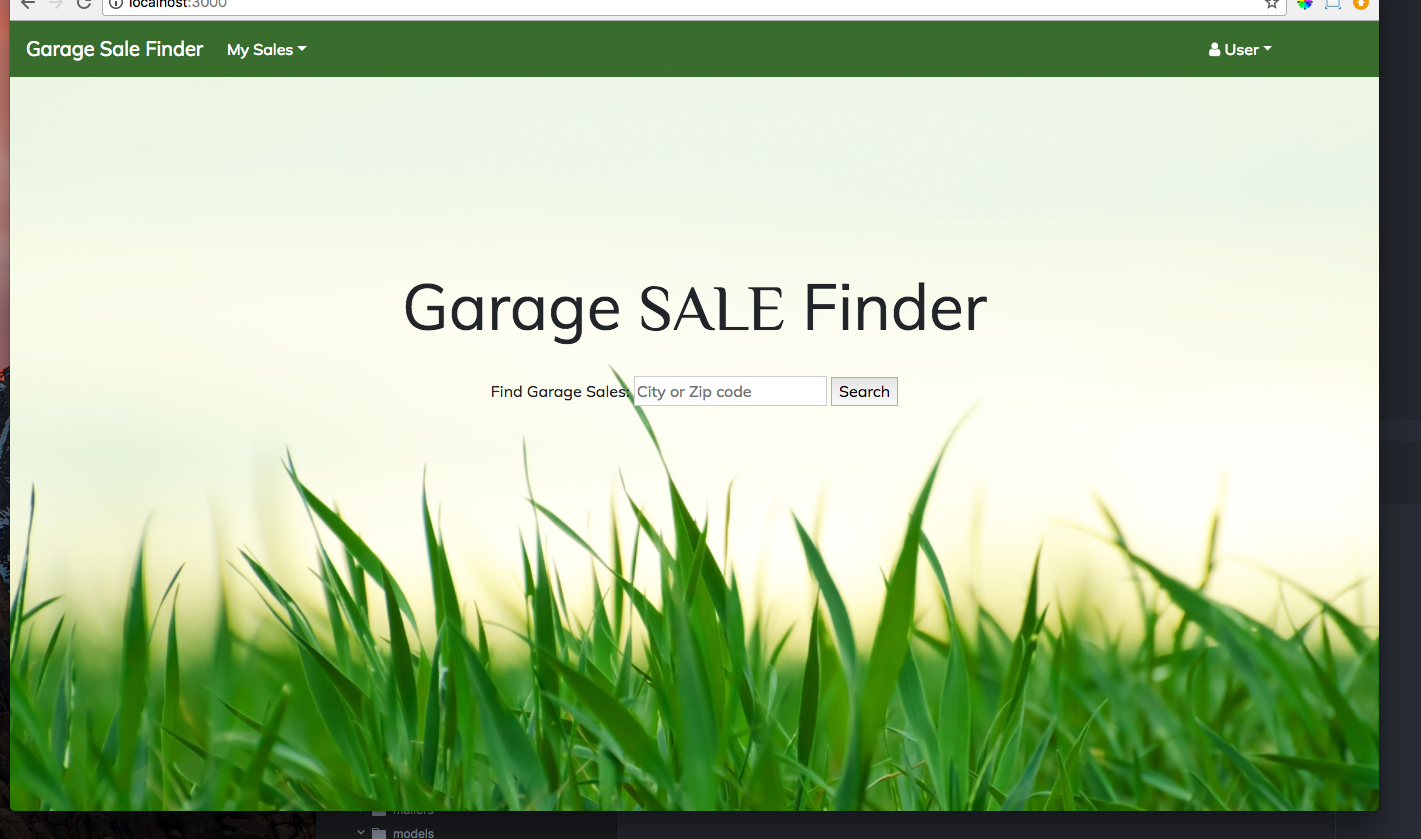 localhost:3000
Garage Sale Finder My Sales User
Garage SALE Finder
Find Garage Sales: City or Zip code Search
mailers
models